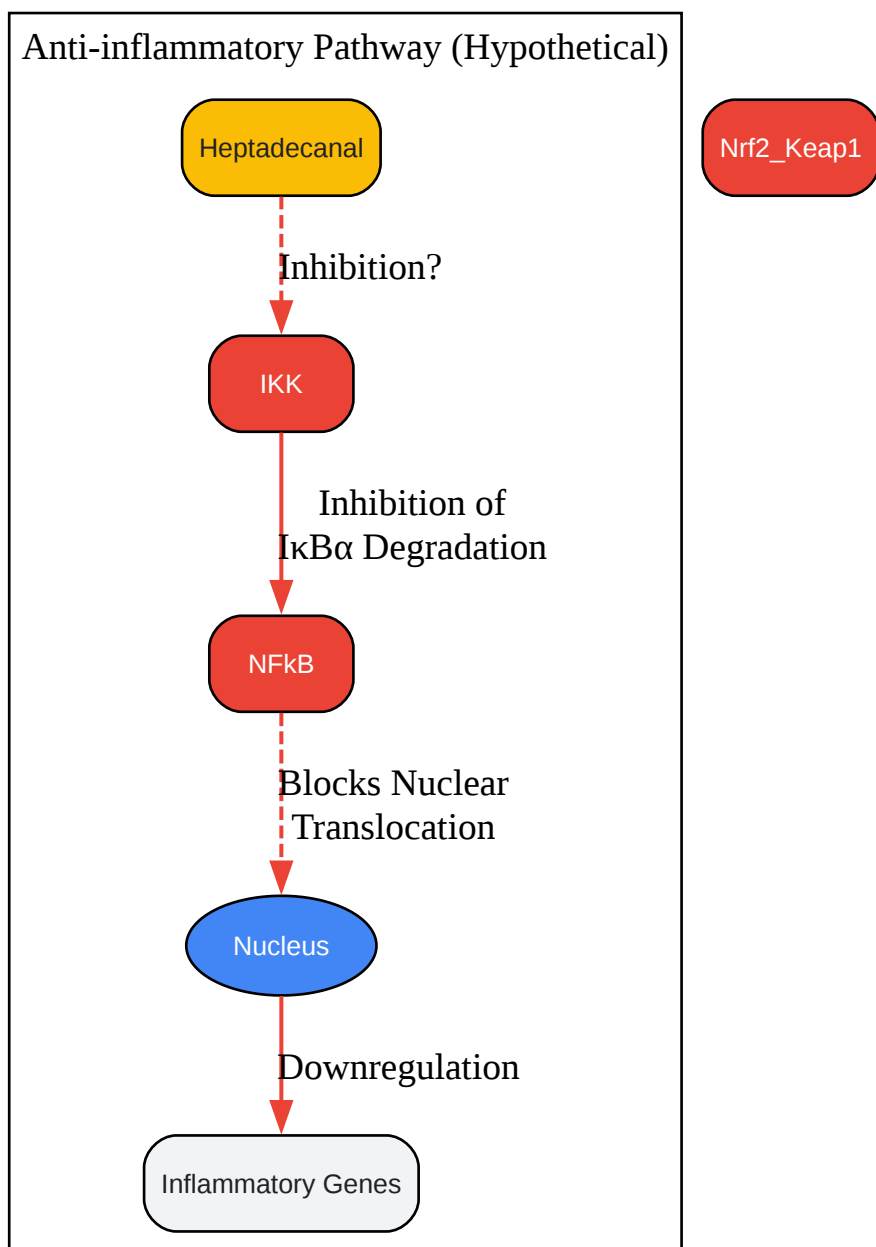 Anti-inflammatory Pathway (Hypothetical)
Heptadecanal
Nrf2_Keap1
Inhibition?
IKK
Inhibition of
IκBα Degradation
NFkB
Blocks Nuclear
Translocation
Nucleus
Downregulation
Inflammatory Genes